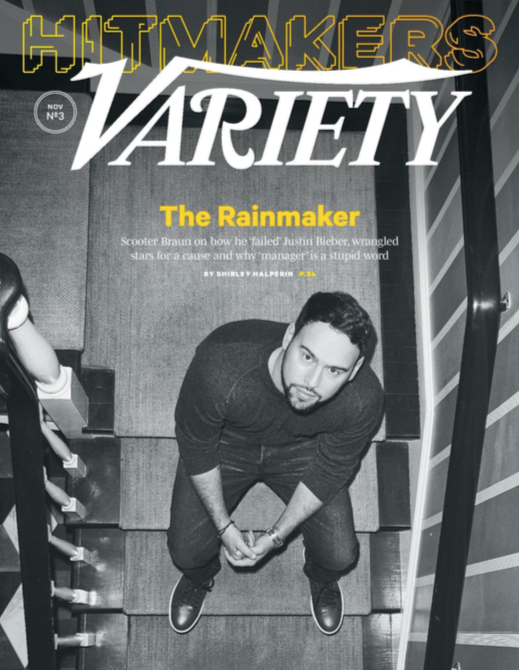 HITMAKERS
VARIETY
NOV
Nº3
The Rainmaker
Scooter Braun on how he ‘failed’ Justin Bieber, wrangled
stars for a cause and why ‘manager’ is a stupid word
BY SHIRLEY HALPERIN P.54